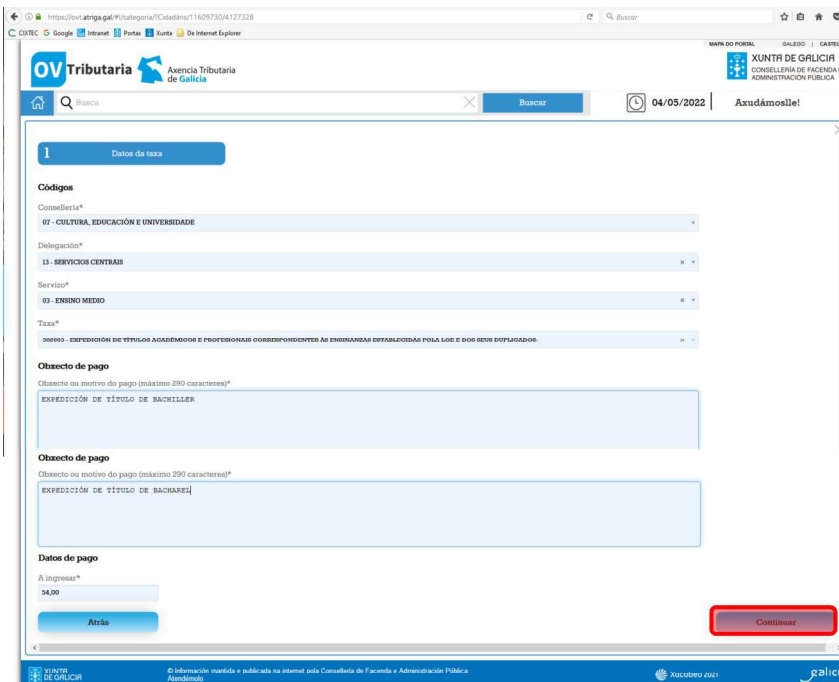 https://ovt.atriga.gal/#!/categoria/?Cidadáns/11609730/4127328
Buscar
CIXTEC Google Intranet Portax Xunta De Internet Explorer
MAPA DO PORTAL GALEGO | CASTEL
OV Tributaria Axencia Tributaria
de Galicia
XUNTA DE GALICIA
CONSELLERÍA DE FACENDA
ADMINISTRACIÓN PÚBLICA
Busca
Buscar
04/05/2022
Axudámoslle!
1 Datos da taxa
Códigos
Consellería*
07 - CULTURA, EDUCACIÓN E UNIVERSIDADE
Delegación*
13 - SERVICIOS CENTRAIS
Servizo*
03 - ENSINO MEDIO
Taxa*
302003 - EXPEDICIÓN DE TÍTULOS ACADÉMICOS E PROFESIONAIS CORRESPONDENTES ÁS ENSINANZAS ESTABLECIDAS POLA LOE E DOS SEUS DUPLICADOS.
Obxecto de pago
Obxecto ou motivo do pago (máximo 290 caracteres)*
EXPEDICIÓN DE TÍTULO DE BACHILLER
Obxecto de pago
Obxecto ou motivo do pago (máximo 290 caracteres)*
EXPEDICIÓN DE TÍTULO DE BACHAREL
Datos de pago
A ingresar*
54,00
Atrás
Continuar
XUNTA
DE GALICIA
© Información mantida e publicada na internet pola Consellería de Facenda e Administración Pública
Atendémolo
Xacobeo 2021
galici